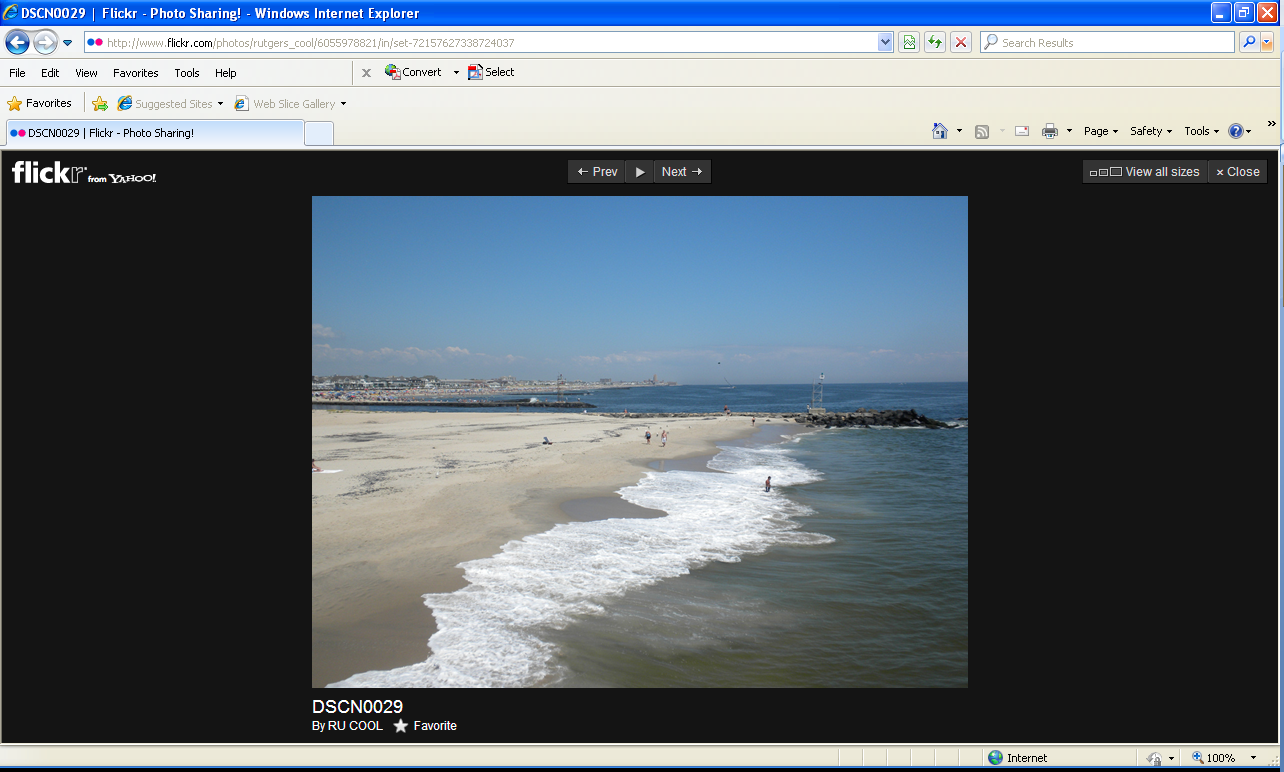 DSCN0029 | Flickr - Photo Sharing! - Windows Internet Explorer
http://www.flickr.com/photos/rutgers_cool/6055978821/in/set-72157627338724037
Search Results
File Edit View Favorites Tools Help
x Convert Select
Favorites Suggested Sites Web Slice Gallery
DSCN0029 | Flickr - Photo Sharing!
Page Safety Tools »
flickr from YAHOO!
← Prev Next →
View all sizes × Close
DSCN0029
By RU COOL Favorite
Internet 100%